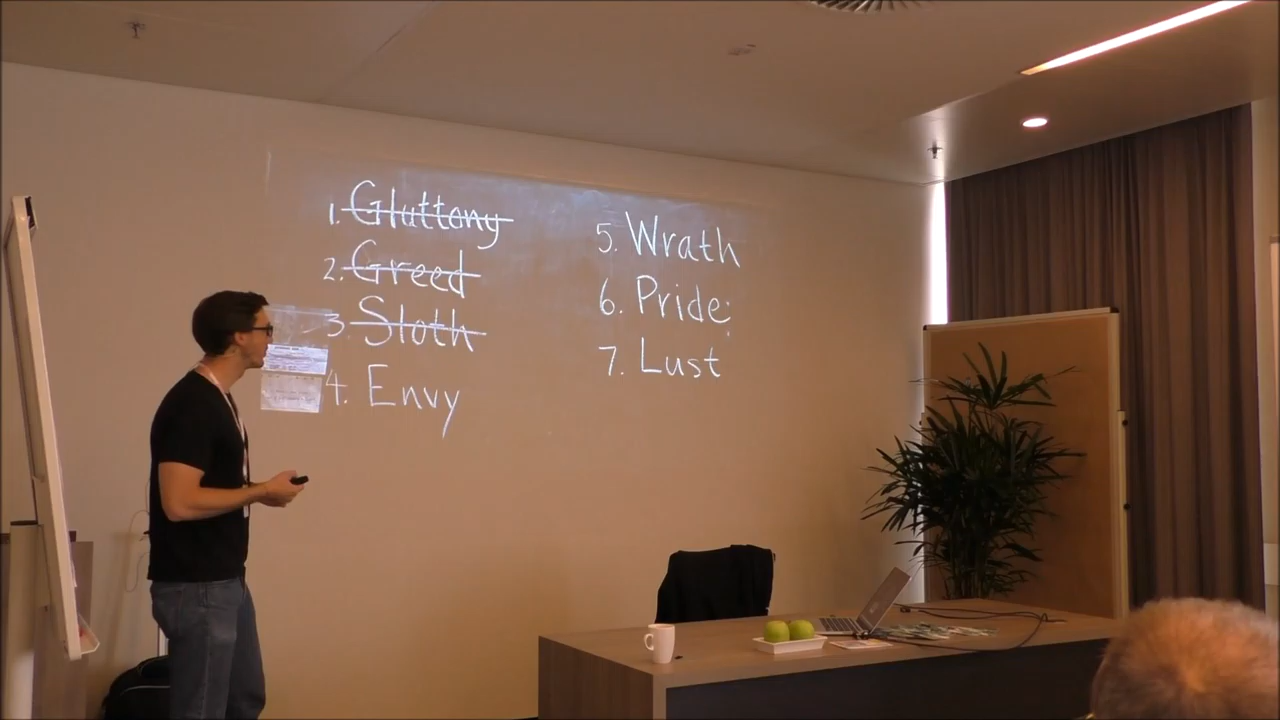 1. Gluttony
2. Greed
3. Sloth
4. Envy
5. Wrath
6. Pride
7. Lust